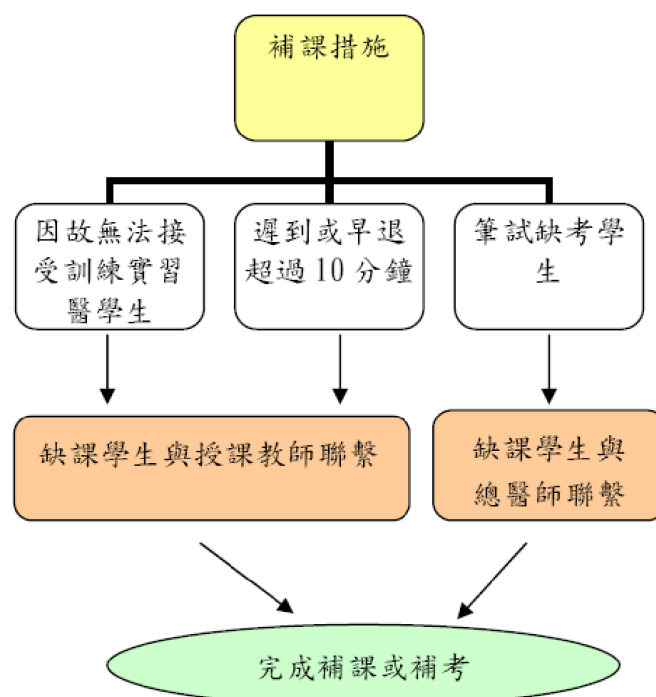 補課措施
因故無法接
受訓練實習
醫學生
遲到或早退
超過10分鐘
筆試缺考學
生
缺課學生與授課教師聯繫
缺課學生與
總醫師聯繫
完成補課或補考